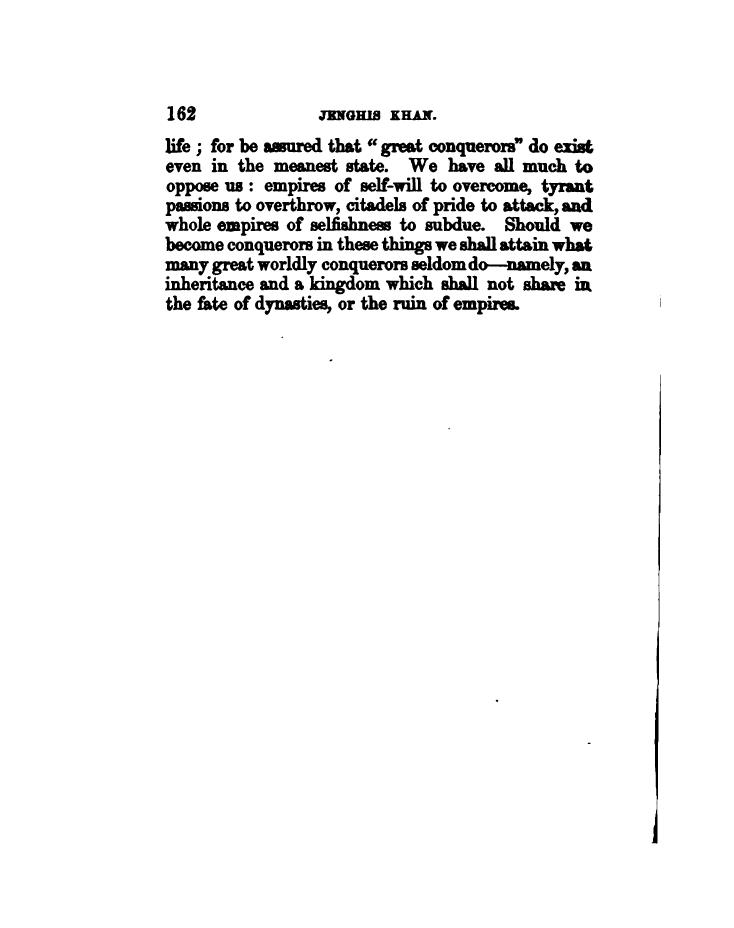 162 JENGHIS KHAN.
life ; for be assured that “ great conquerors” do exist
even in the meanest state. We have all much to
oppose us : empires of self-will to overcome, tyrant
passions to overthrow, citadels of pride to attack, and
whole empires of selfishness to subdue. Should we
become conquerors in these things we shall attain what
many great worldly conquerors seldom do—namely, an
inheritance and a kingdom which shall not share in
the fate of dynasties, or the ruin of empires.